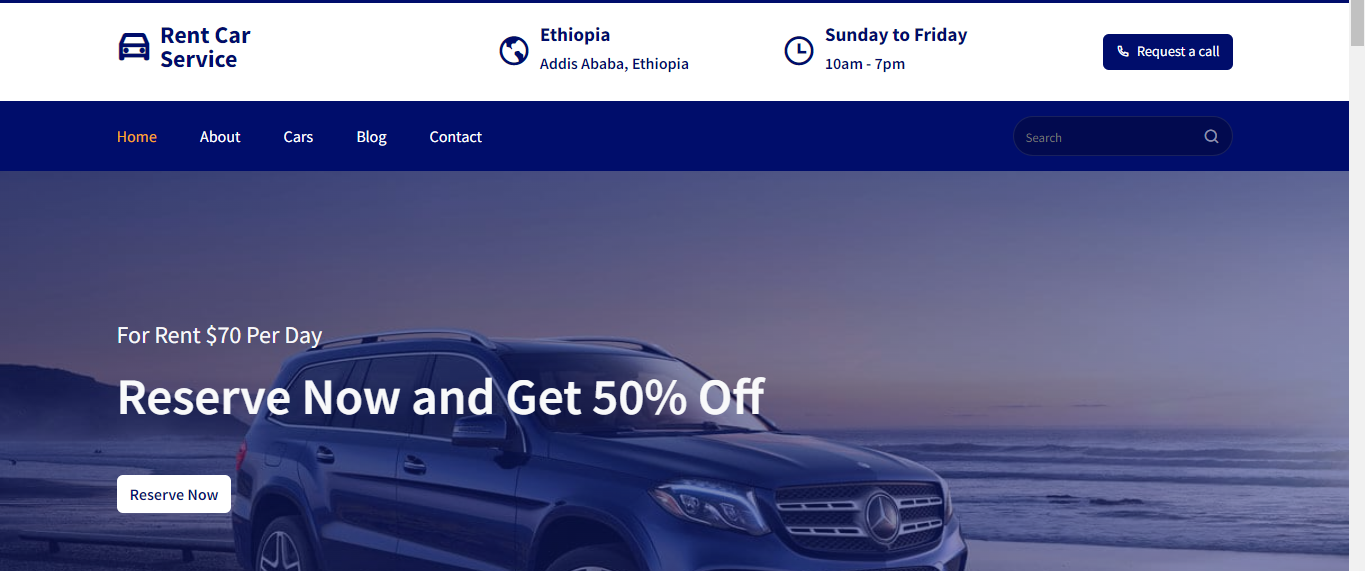 Rent Car
Service
Ethiopia
Addis Ababa, Ethiopia
Sunday to Friday
10am - 7pm
Request a call
Home
About
Cars
Blog
Contact
Search
For Rent $70 Per Day
Reserve Now and Get 50% Off
Reserve Now